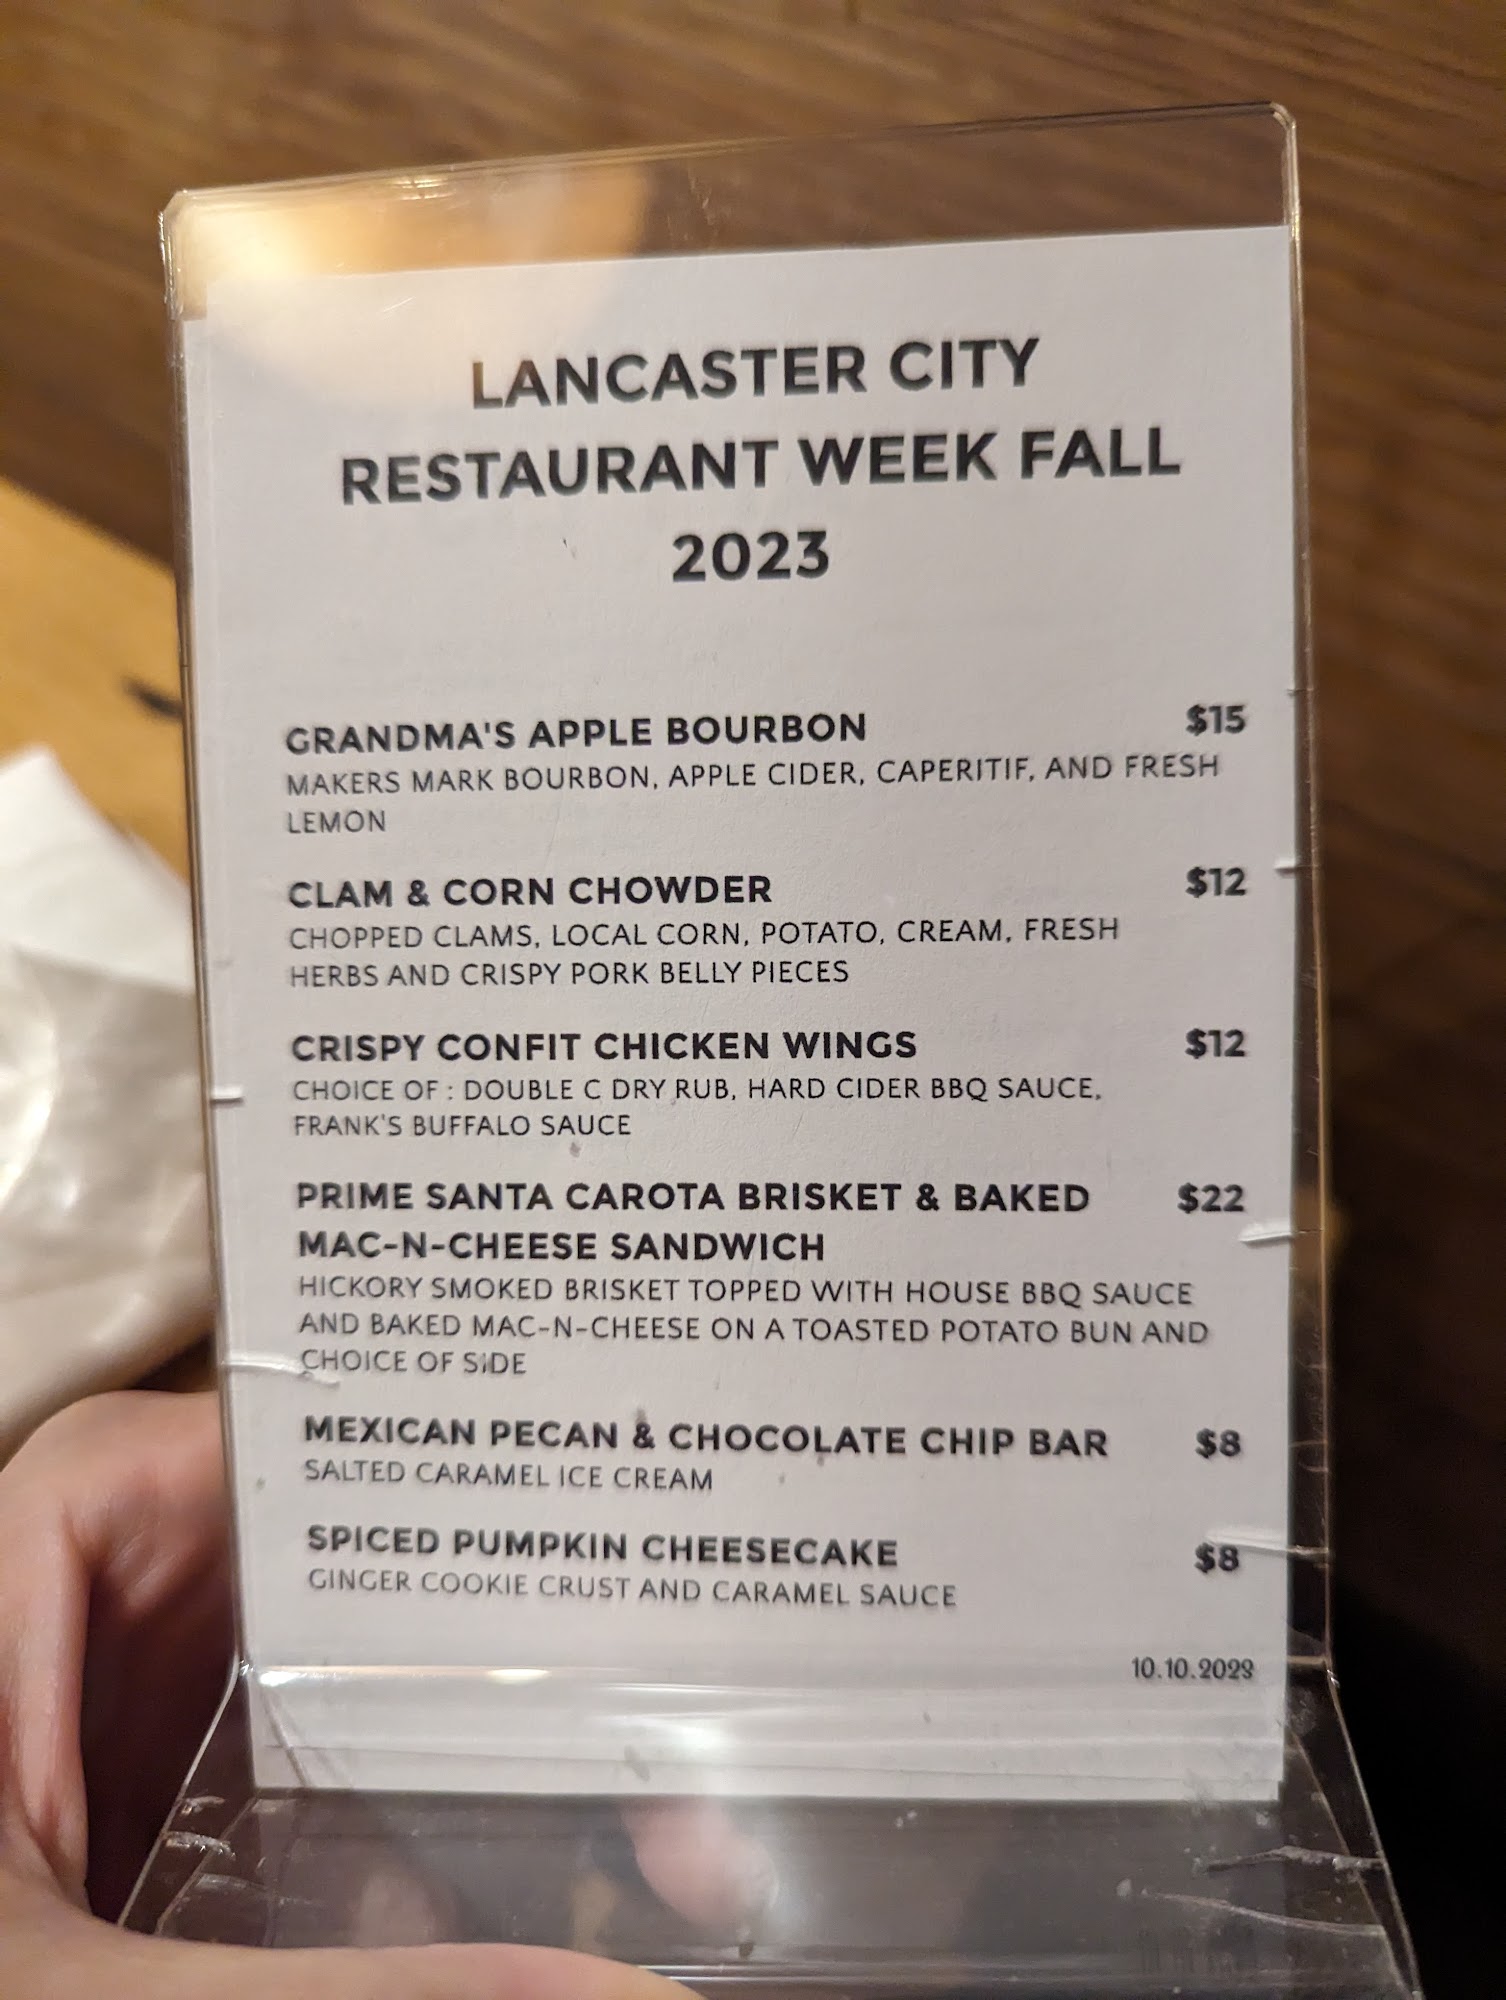 LANCASTER CITY
RESTAURANT WEEK FALL
2023
GRANDMA'S APPLE BOURBON $15
MAKERS MARK BOURBON, APPLE CIDER, CAPERITIF, AND FRESH
LEMON
CLAM & CORN CHOWDER $12
CHOPPED CLAMS, LOCAL CORN, POTATO, CREAM, FRESH
HERBS AND CRISPY PORK BELLY PIECES
CRISPY CONFIT CHICKEN WINGS $12
CHOICE OF : DOUBLE C DRY RUB, HARD CIDER BBQ SAUCE,
FRANK'S BUFFALO SAUCE
PRIME SANTA CAROTA BRISKET & BAKED $22
MAC-N-CHEESE SANDWICH
HICKORY SMOKED BRISKET TOPPED WITH HOUSE BBQ SAUCE
AND BAKED MAC-N-CHEESE ON A TOASTED POTATO BUN AND
CHOICE OF SIDE
MEXICAN PECAN & CHOCOLATE CHIP BAR $8
SALTED CARAMEL ICE CREAM
SPICED PUMPKIN CHEESECAKE $8
GINGER COOKIE CRUST AND CARAMEL SAUCE
10.10.2023